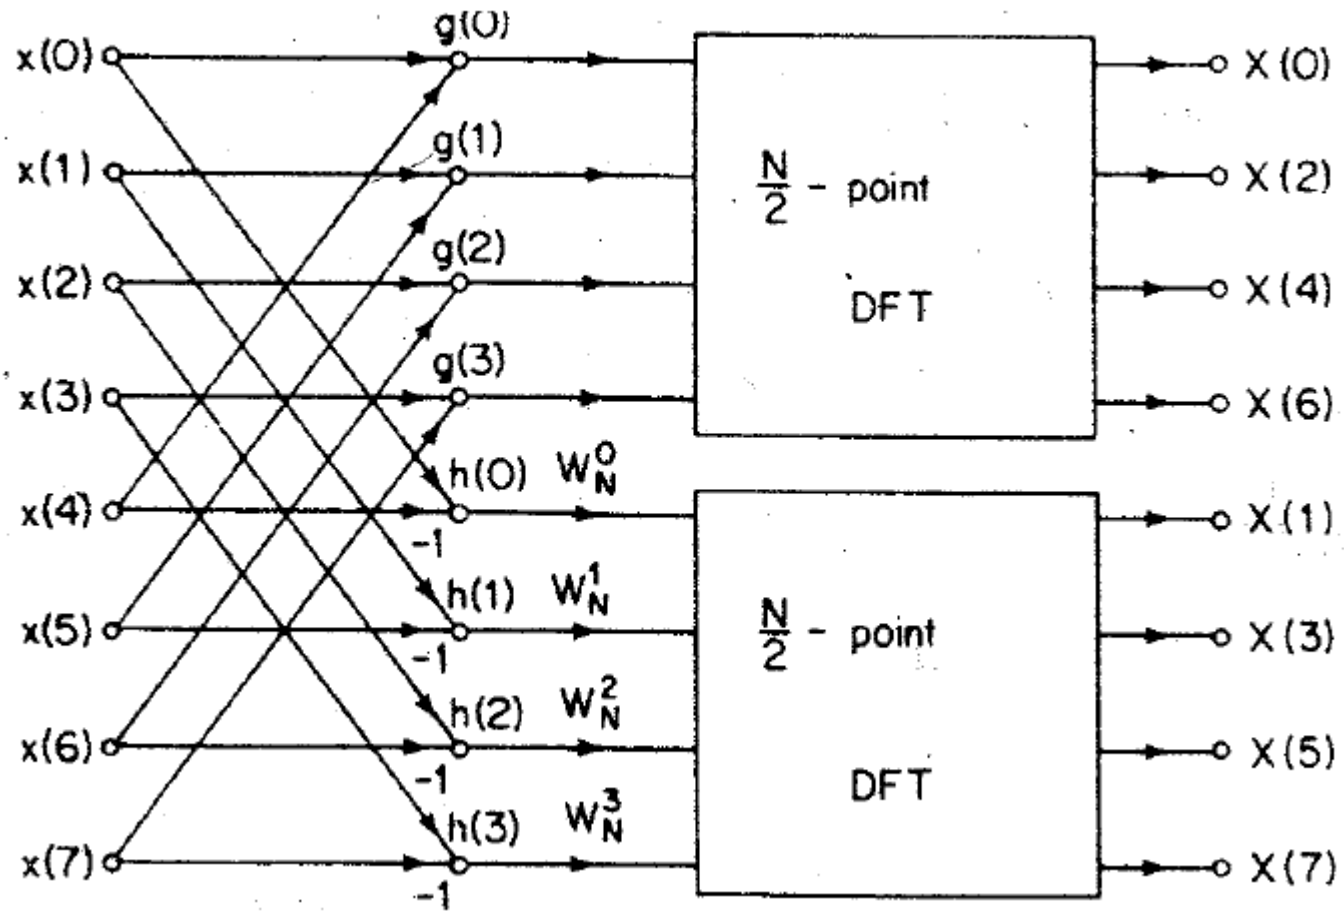 g(0)
x(0) X(0)
g(1)
x(1) X(2)
N/2 - point
g(2)
x(2) X(4)
DFT
g(3)
x(3) X(6)
h(0) W_N^0
x(4) X(1)
-1
h(1) W_N^1
x(5) X(3)
N/2 - point
-1
h(2) W_N^2
x(6) X(5)
-1
DFT
h(3) W_N^3
x(7) X(7)
-1